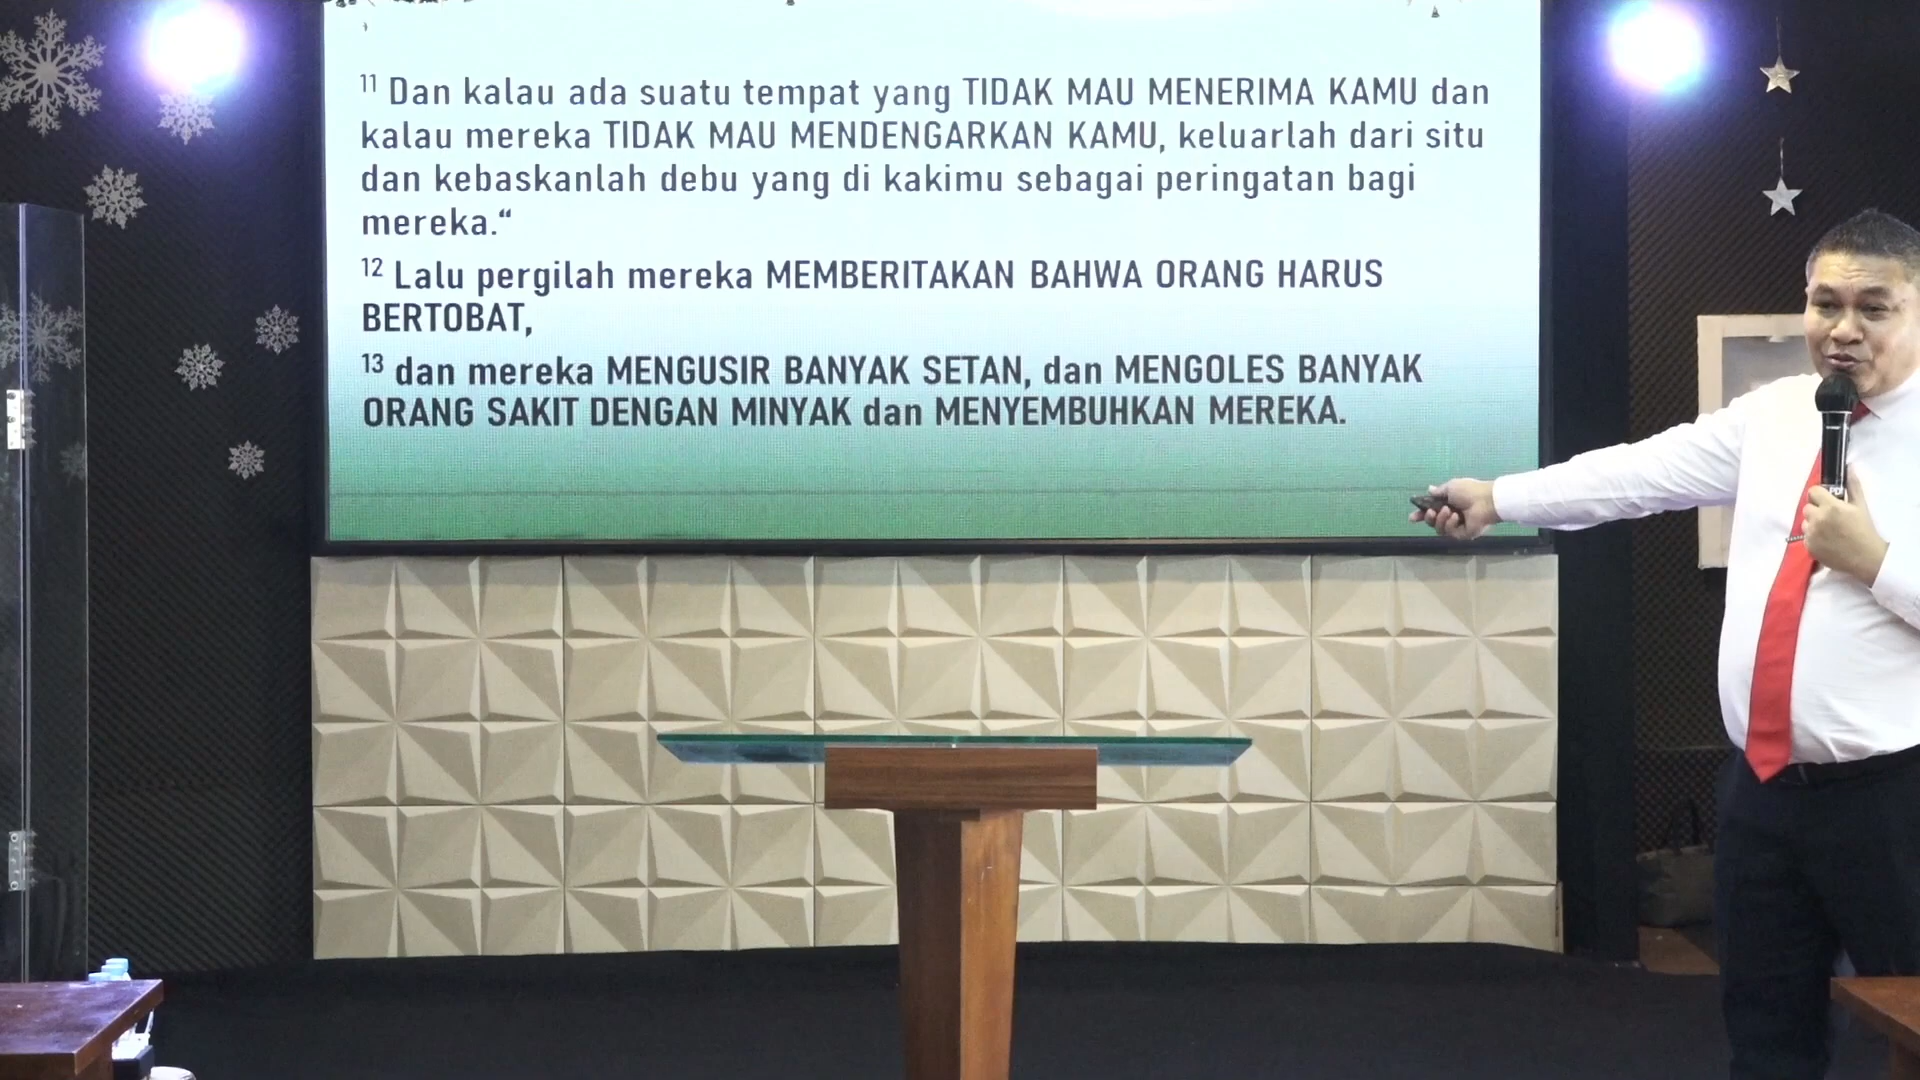 11 Dan kalau ada suatu tempat yang TIDAK MAU MENERIMA KAMU dan
kalau mereka TIDAK MAU MENDENGARKAN KAMU, keluarlah dari situ
dan kebaskanlah debu yang di kakimu sebagai peringatan bagi
mereka.“
12 Lalu pergilah mereka MEMBERITAKAN BAHWA ORANG HARUS
BERTOBAT,
13 dan mereka MENGUSIR BANYAK SETAN, dan MENGOLES BANYAK
ORANG SAKIT DENGAN MINYAK dan MENYEMBUHKAN MEREKA.